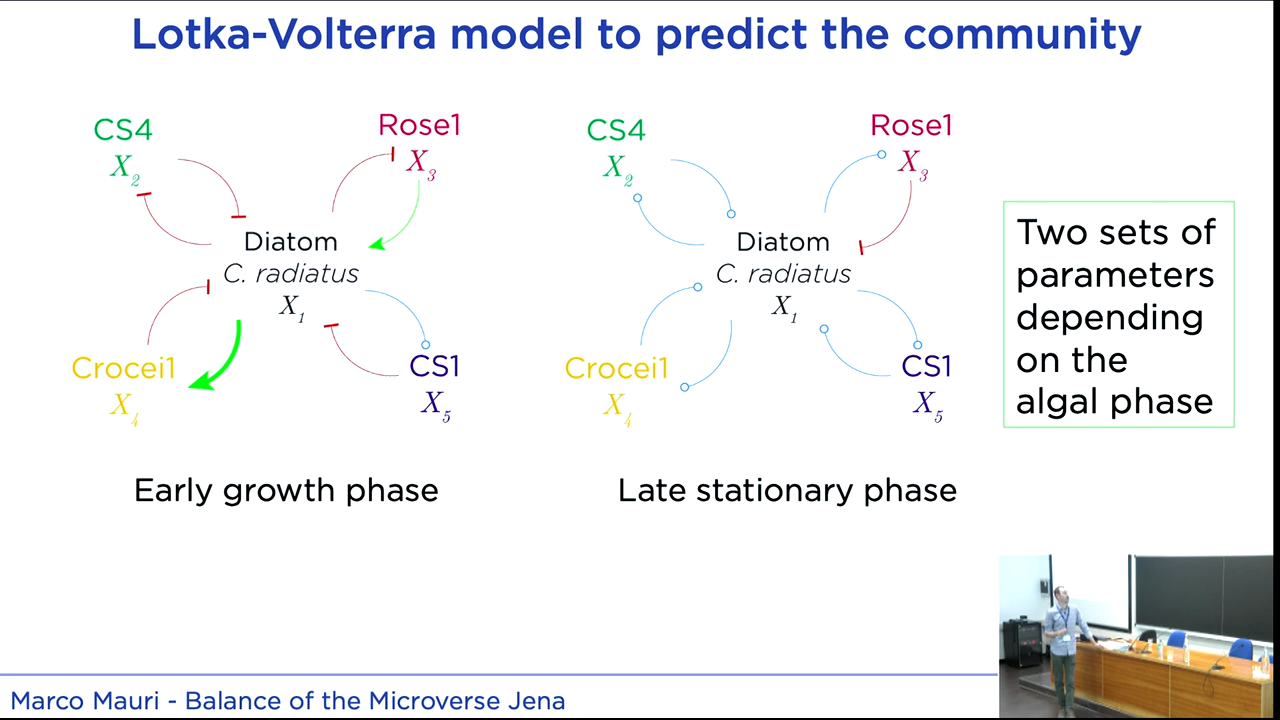 Lotka-Volterra model to predict the community
CS4
X2
Rose1
X3
Diatom
C. radiatus
X1
Crocei1
X4
CS1
X5
Early growth phase
CS4
X2
Rose1
X3
Diatom
C. radiatus
X1
Crocei1
X4
CS1
X5
Late stationary phase
Two sets of
parameters
depending
on the
algal phase
Marco Mauri - Balance of the Microverse Jena